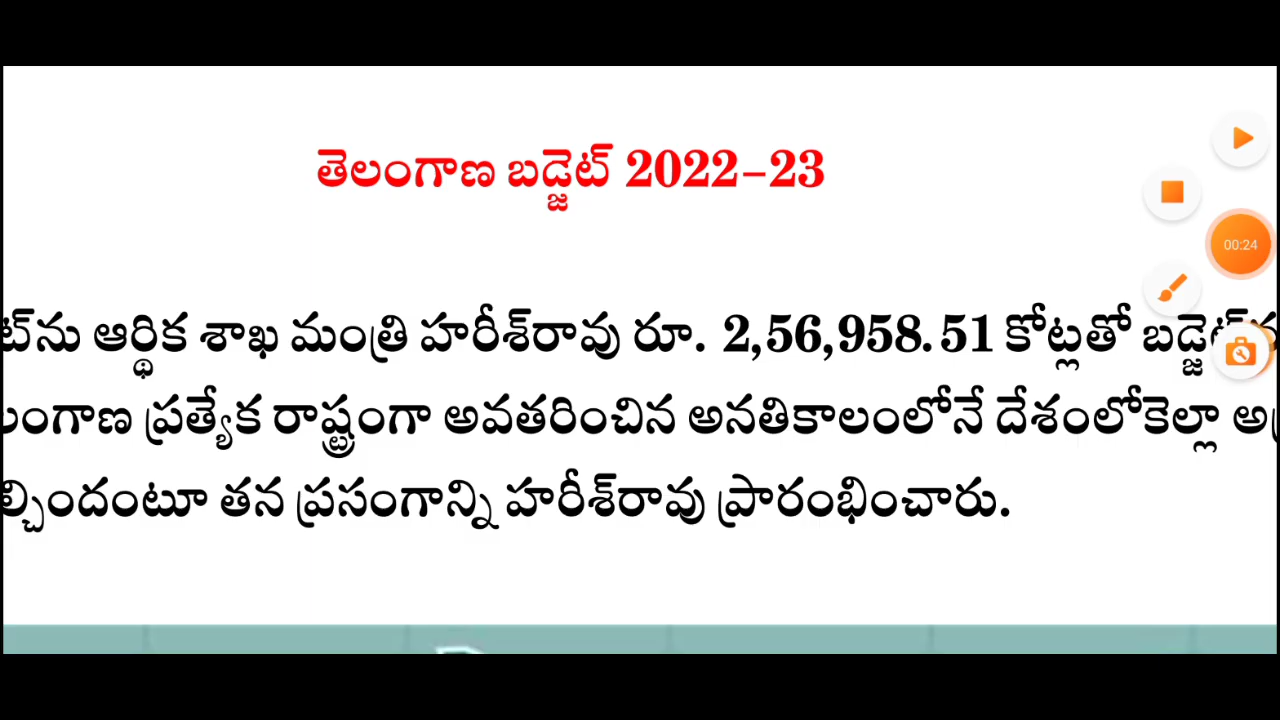 తెలంగాణ బడ్జెట్ 2022-23
00:24
ఆర్థిక శాఖ మంత్రి హరీశ్‌రావు రూ. 2,56,958.51 కోట్లతో
ప్రత్యేక రాష్ట్రంగా అవతరించిన అనతికాలంలోనే దేశంలోకెల్లా
తన ప్రసంగాన్ని హరీశ్‌రావు ప్రారంభించారు.